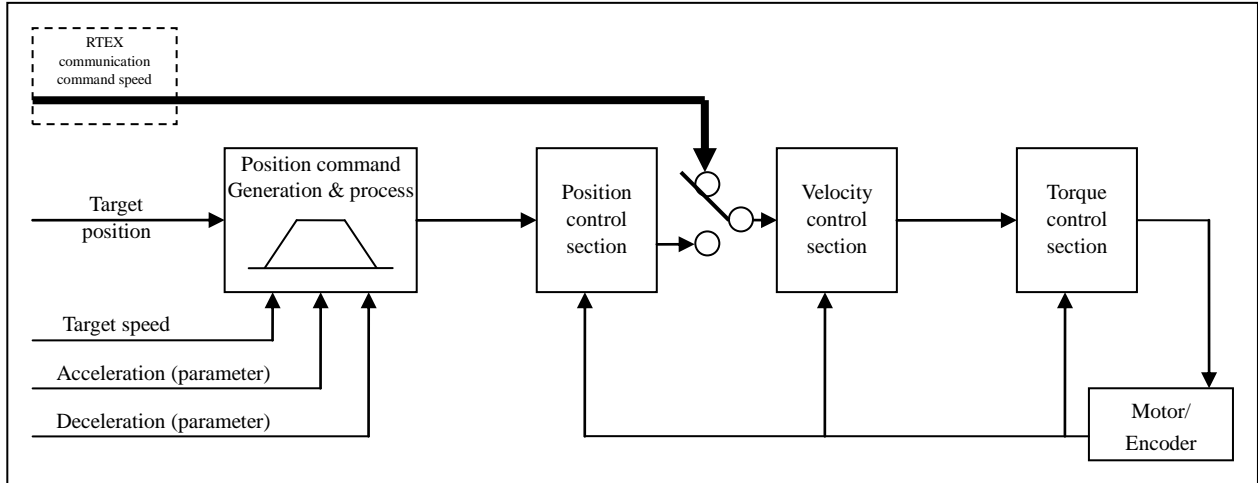 RTEX
communication
command speed
Position command
Generation & process
Target
position
Position
control
section
Velocity
control
section
Torque
control
section
Target speed
Acceleration (parameter)
Deceleration (parameter)
Motor/
Encoder